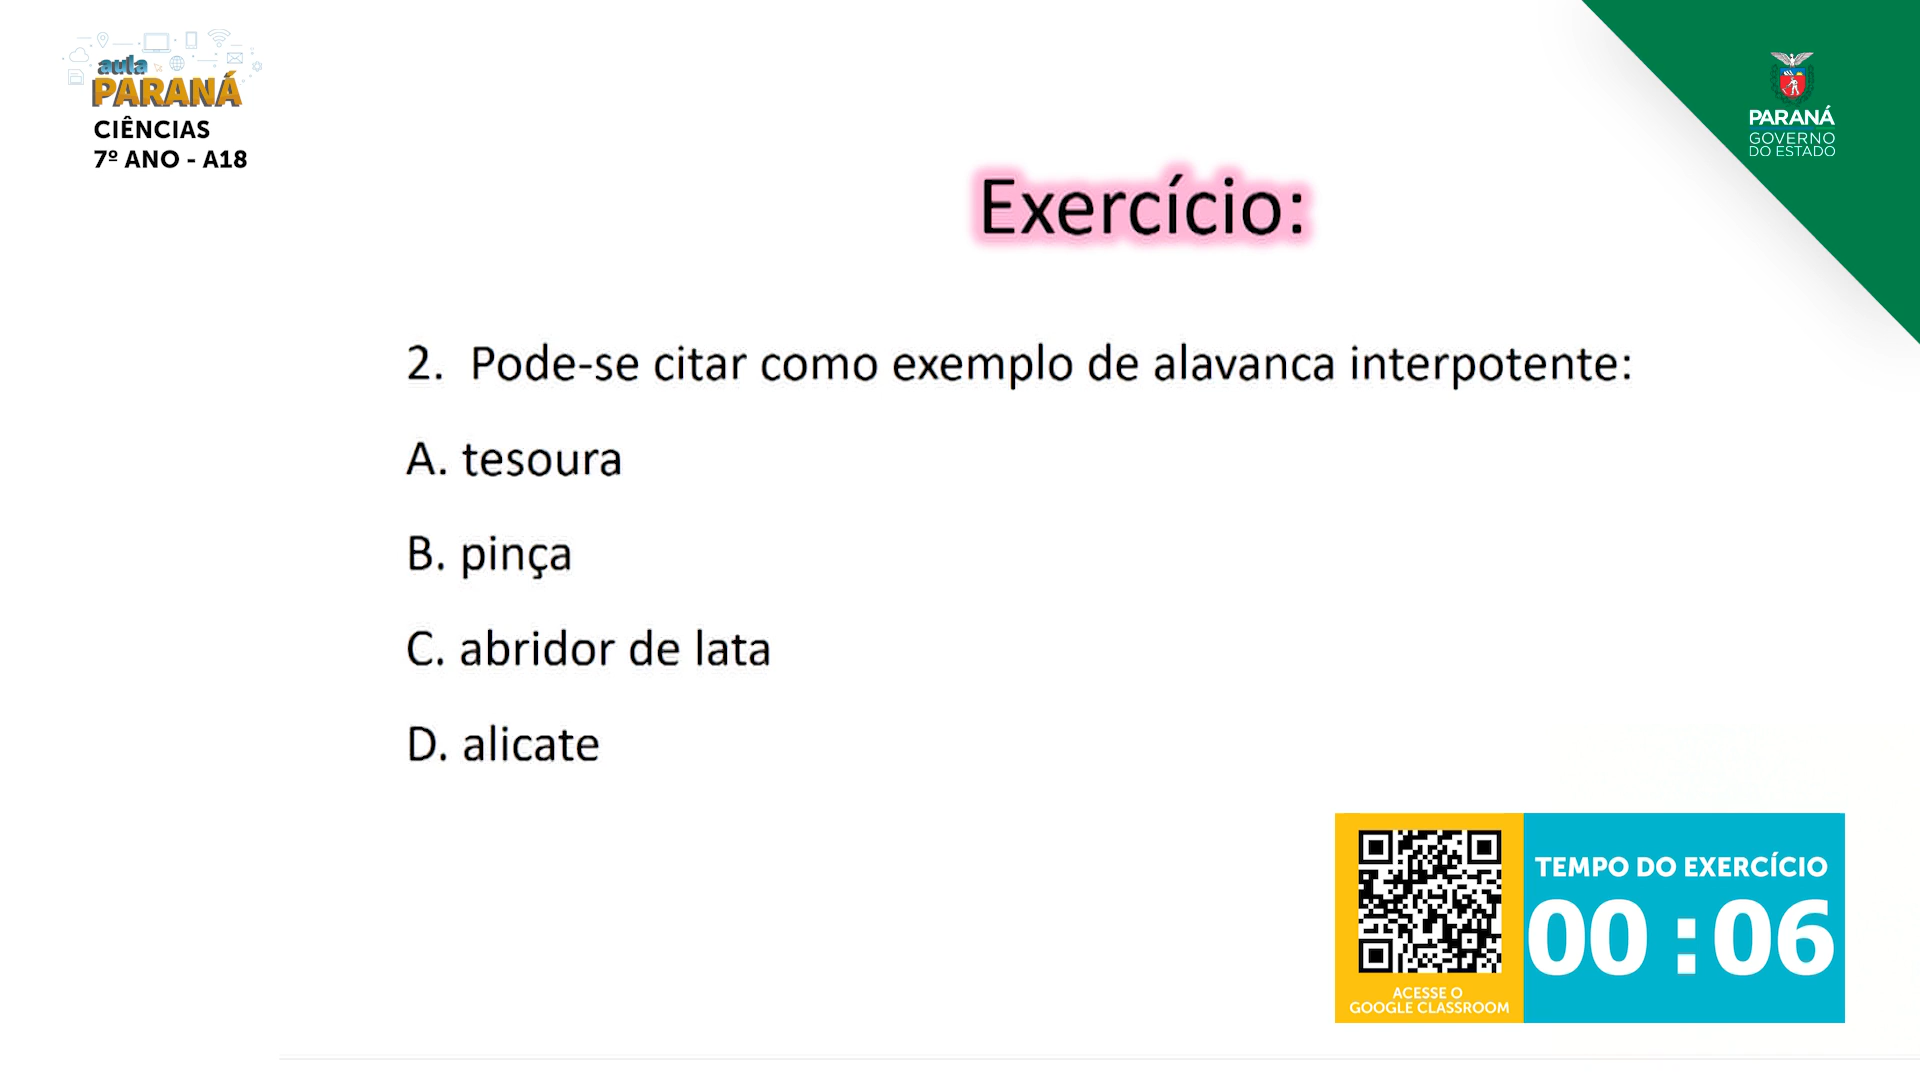 aula
PARANÁ
CIÊNCIAS
7º ANO - A18
PARANÁ
GOVERNO
DO ESTADO
Exercício:
2. Pode-se citar como exemplo de alavanca interpotente:
A. tesoura
B. pinça
C. abridor de lata
D. alicate
ACESSE O
GOOGLE CLASSROOM
TEMPO DO EXERCÍCIO
00:06